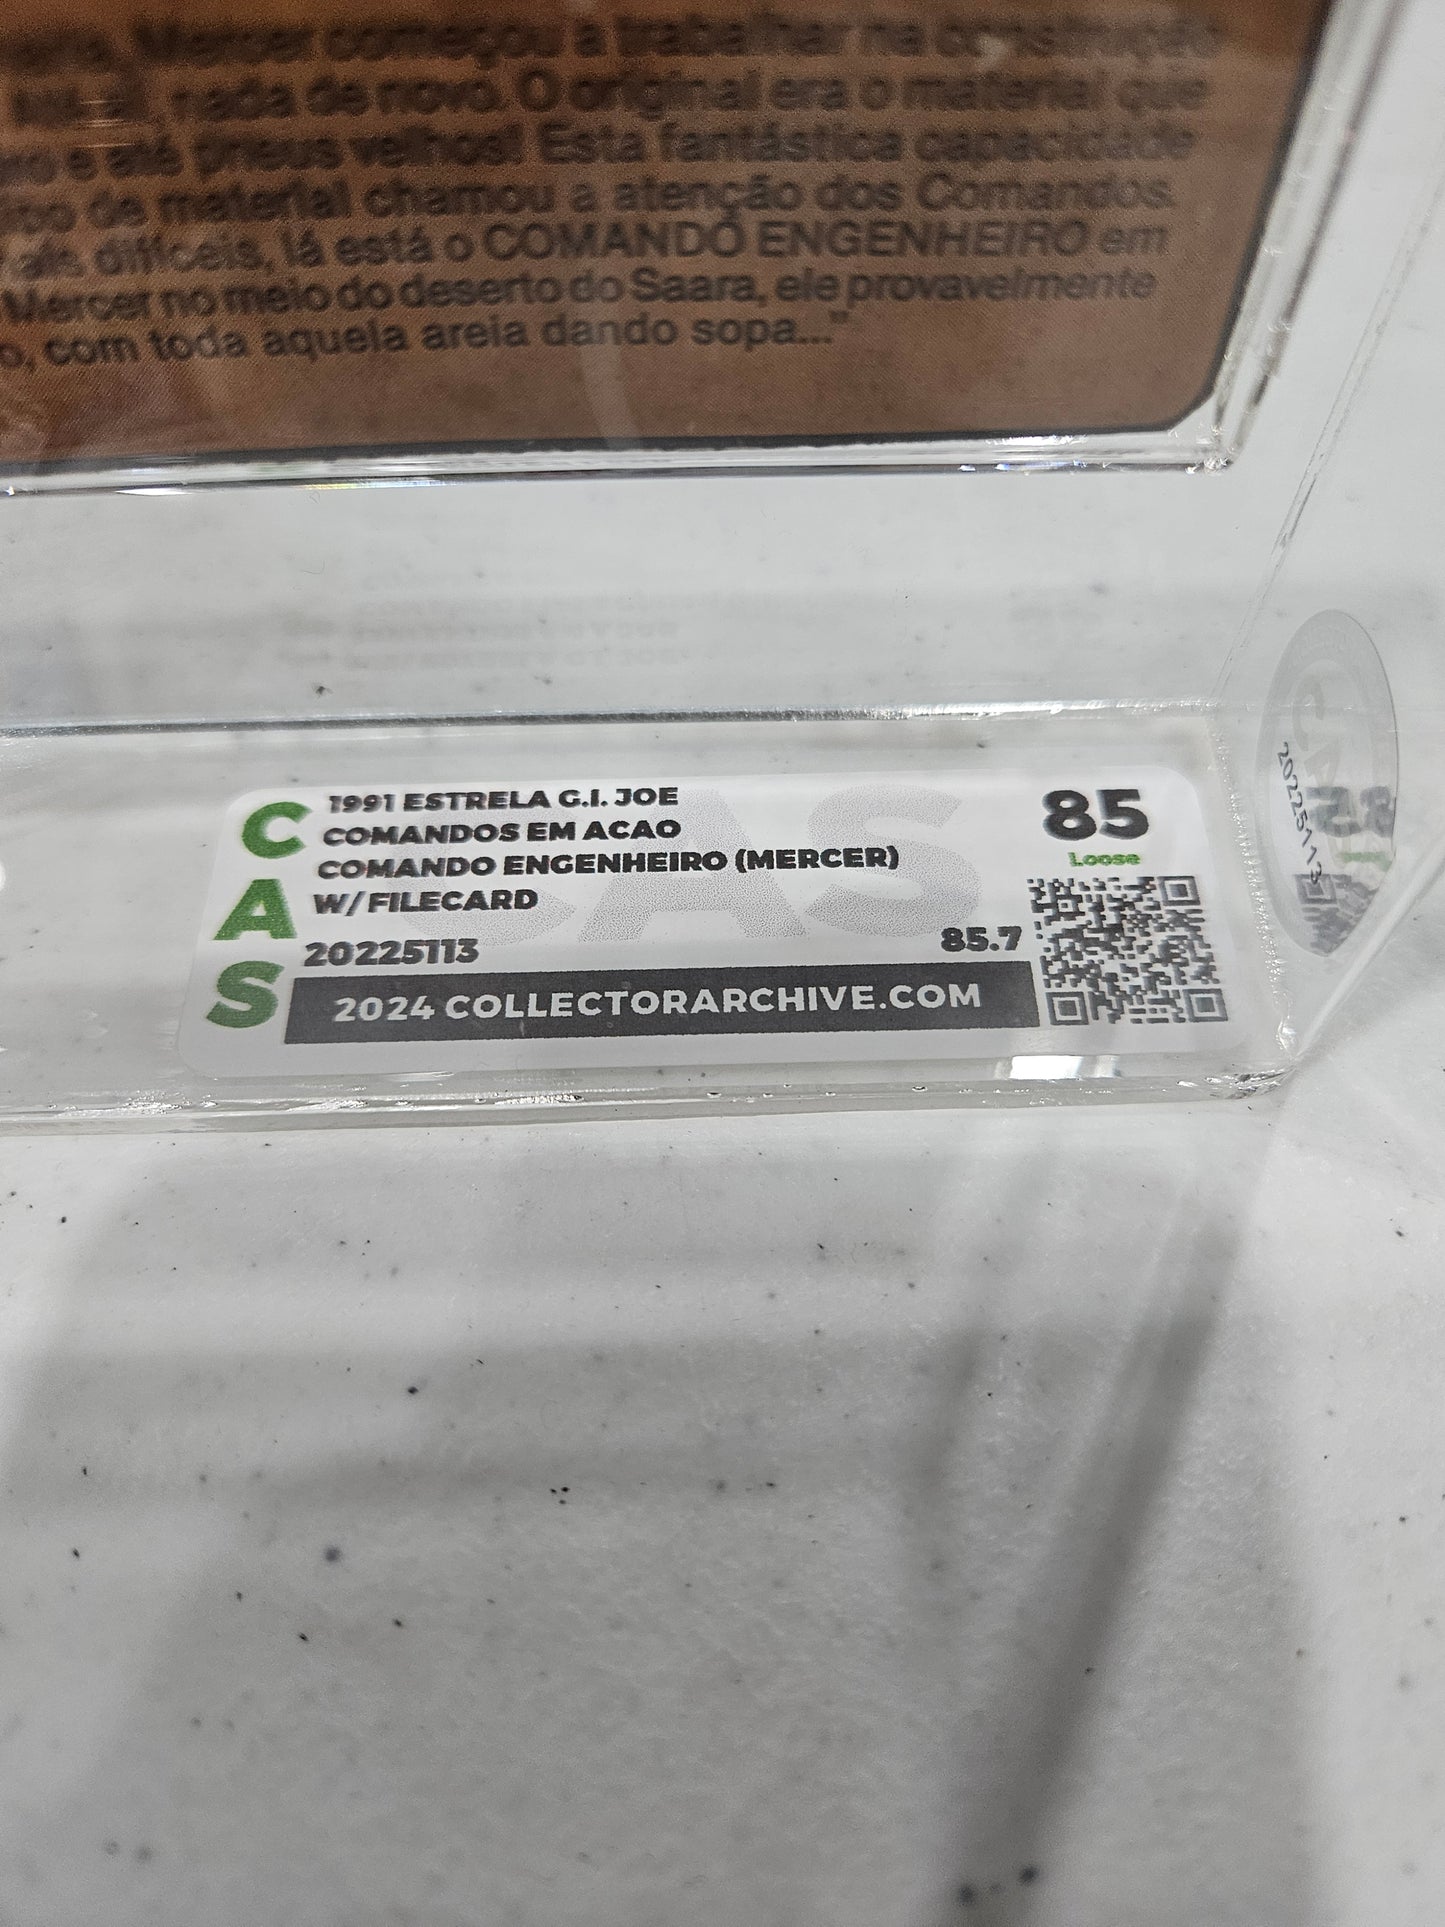 Mercer começou a trabalhar na construção
nada de novo. O original era o material que
e até pneus velhos! Esta fantástica capacidade
de material chamou a atenção dos Comandos.
difíceis, lá está o COMANDO ENGENHEIRO em
Mercer no meio do deserto do Saara, ele provavelmente
o, com toda aquela areia dando sopa..."
CAS
1991 ESTRELA G.I. JOE
COMANDOS EM ACAO
COMANDO ENGENHEIRO (MERCER)
W/ FILECARD
20225113
85.7
85
Loose
2024 COLLECTORARCHIVE.COM
CAS
20225113